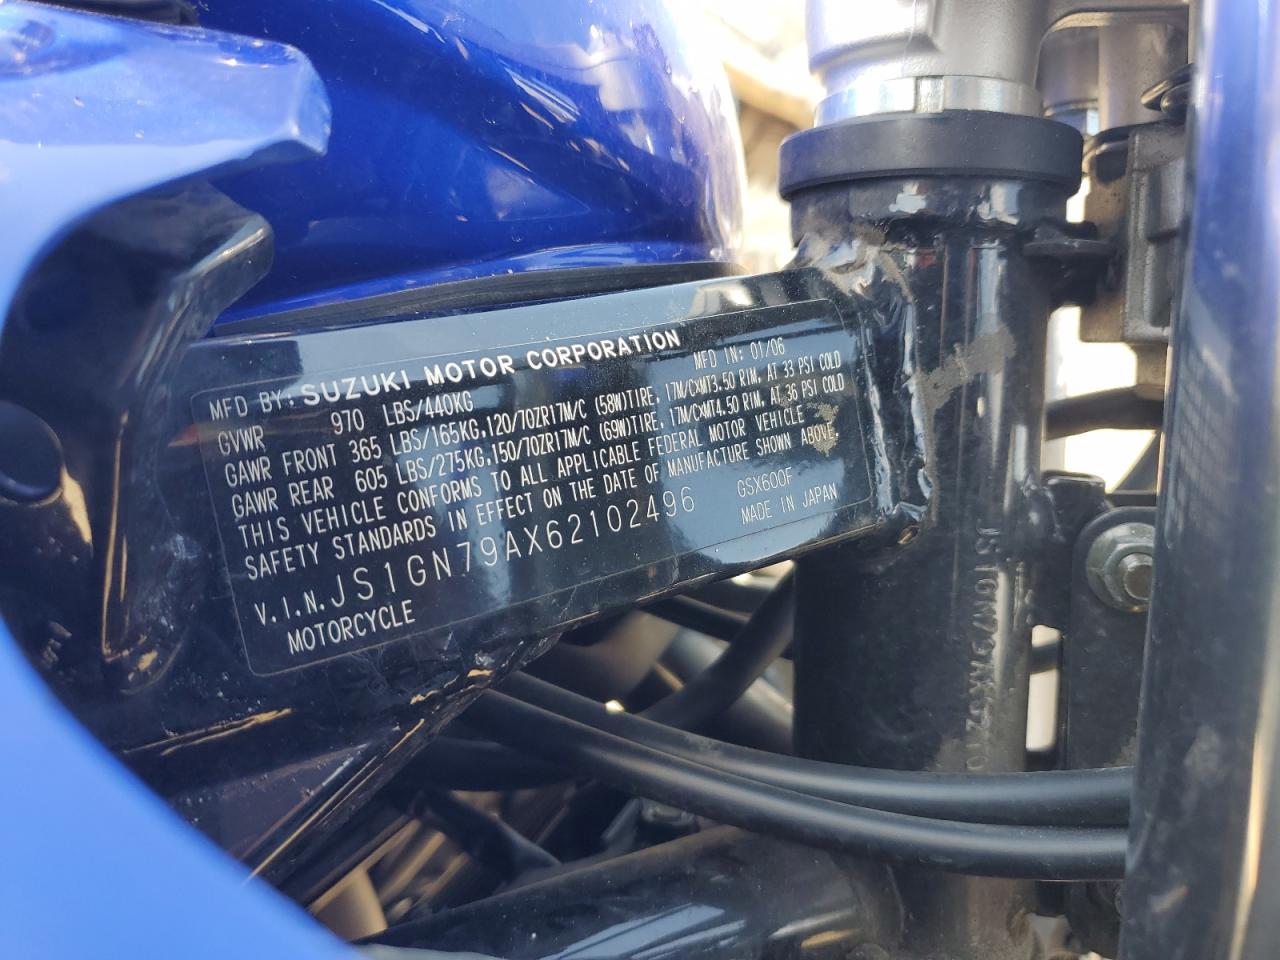 MFD BY: SUZUKI MOTOR CORPORATION
GVWR 970 LBS/440KG MFD IN: 01/06
GAWR FRONT 365 LBS/165KG,120/70ZR17M/C (58W)TIRE, 17M/CXMT3.50 RIM, AT 33 PSI COLD
GAWR REAR 605 LBS/275KG,150/70ZR17M/C (69W)TIRE, 17M/CXMT4.50 RIM, AT 36 PSI COLD
THIS VEHICLE CONFORMS TO ALL APPLICABLE FEDERAL MOTOR VEHICLE
SAFETY STANDARDS IN EFFECT ON THE DATE OF MANUFACTURE SHOWN ABOVE.
V.I.N. JS1GN79AX62102496 GSX600F
MOTORCYCLE MADE IN JAPAN
JS1GN79AX6210